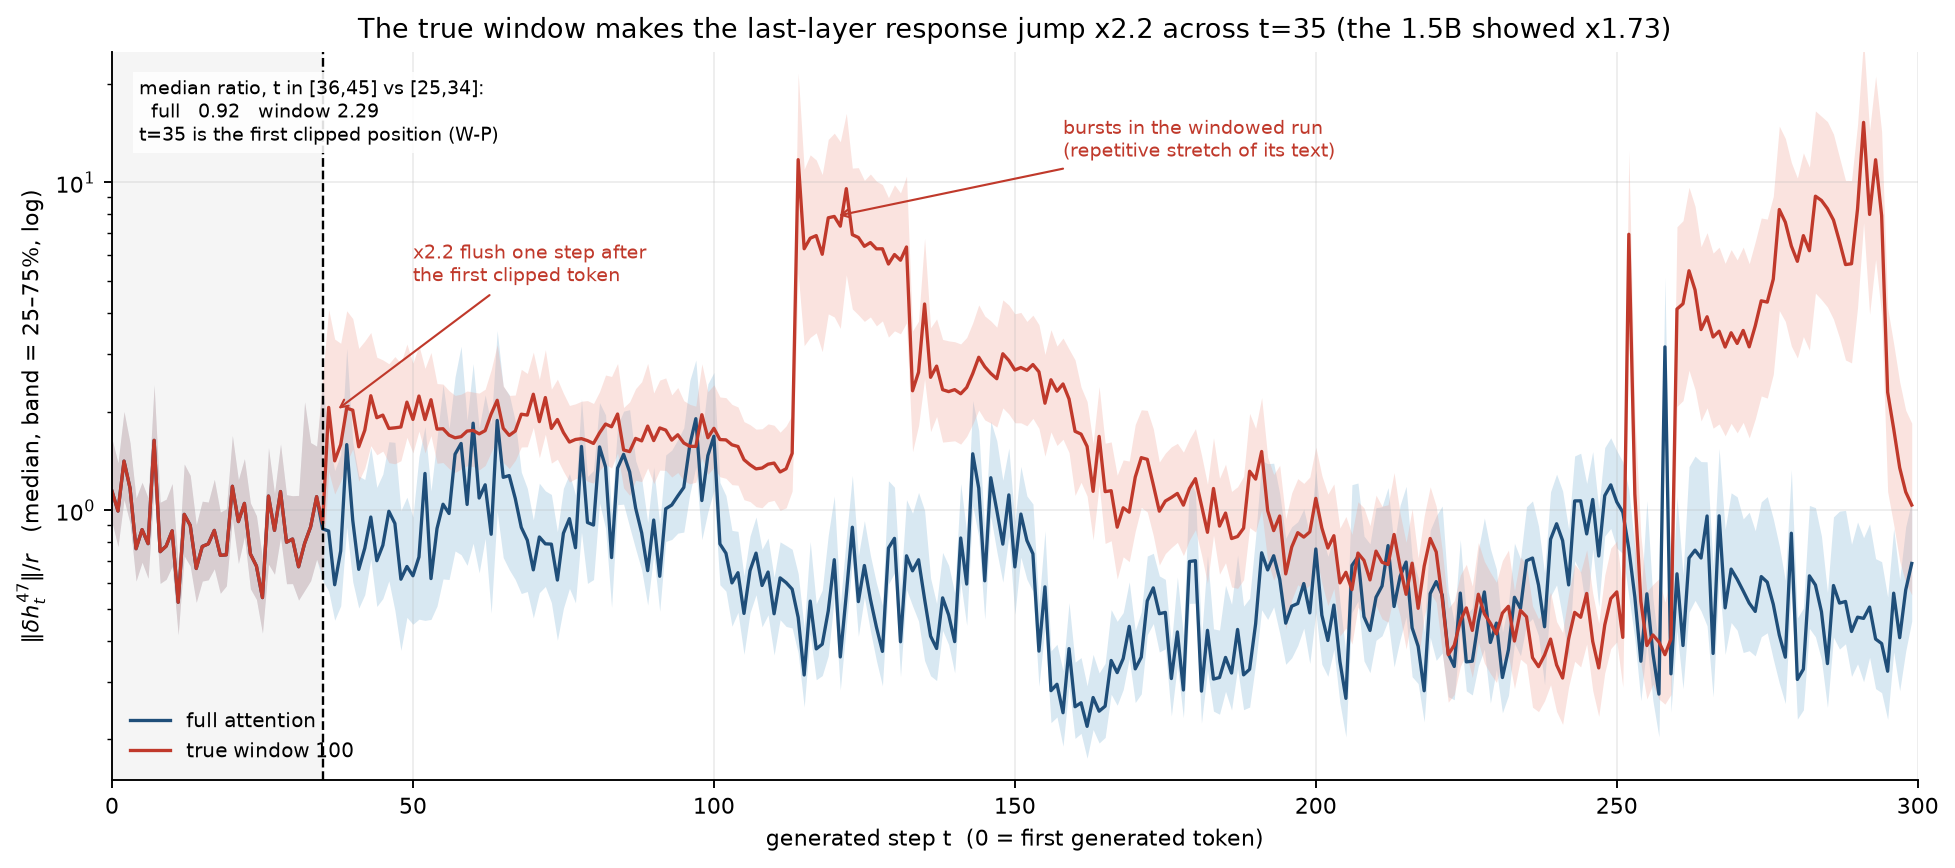 The true window makes the last-layer response jump x2.2 across t=35 (the 1.5B showed x1.73)
median ratio, t in [36,45] vs [25,34]:
full 0.92 window 2.29
t=35 is the first clipped position (W-P)
bursts in the windowed run
(repetitive stretch of its text)
x2.2 flush one step after
the first clipped token
10¹
10⁰
‖δh_t^47‖/r (median, band = 25–75%, log)
full attention
true window 100
0 50 100 150 200 250 300
generated step t (0 = first generated token)